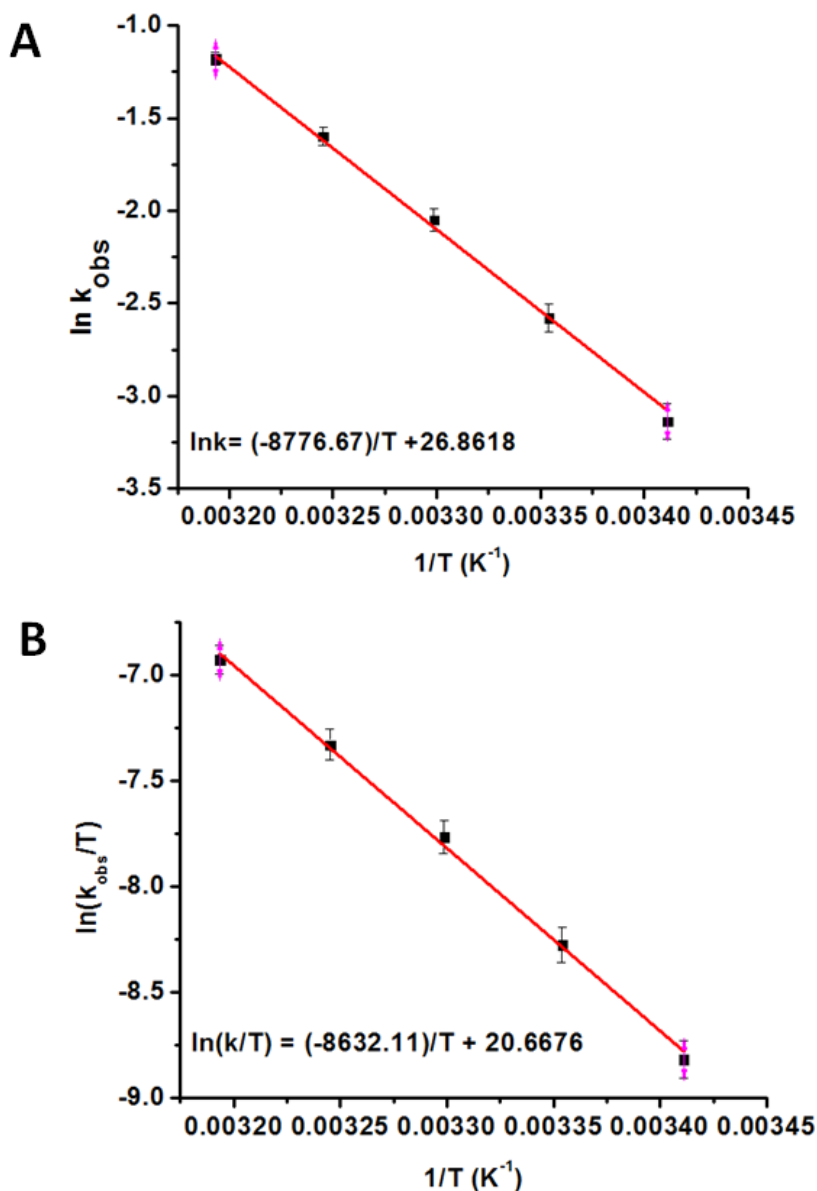 A
-1.0
-1.5
-2.0
-2.5
-3.0
-3.5
ln k_obs
lnk= (-8776.67)/T +26.8618
0.00320 0.00325 0.00330 0.00335 0.00340 0.00345
1/T (K⁻¹)
B
-7.0
-7.5
-8.0
-8.5
-9.0
ln(k_obs/T)
ln(k/T) = (-8632.11)/T + 20.6676
0.00320 0.00325 0.00330 0.00335 0.00340 0.00345
1/T (K⁻¹)